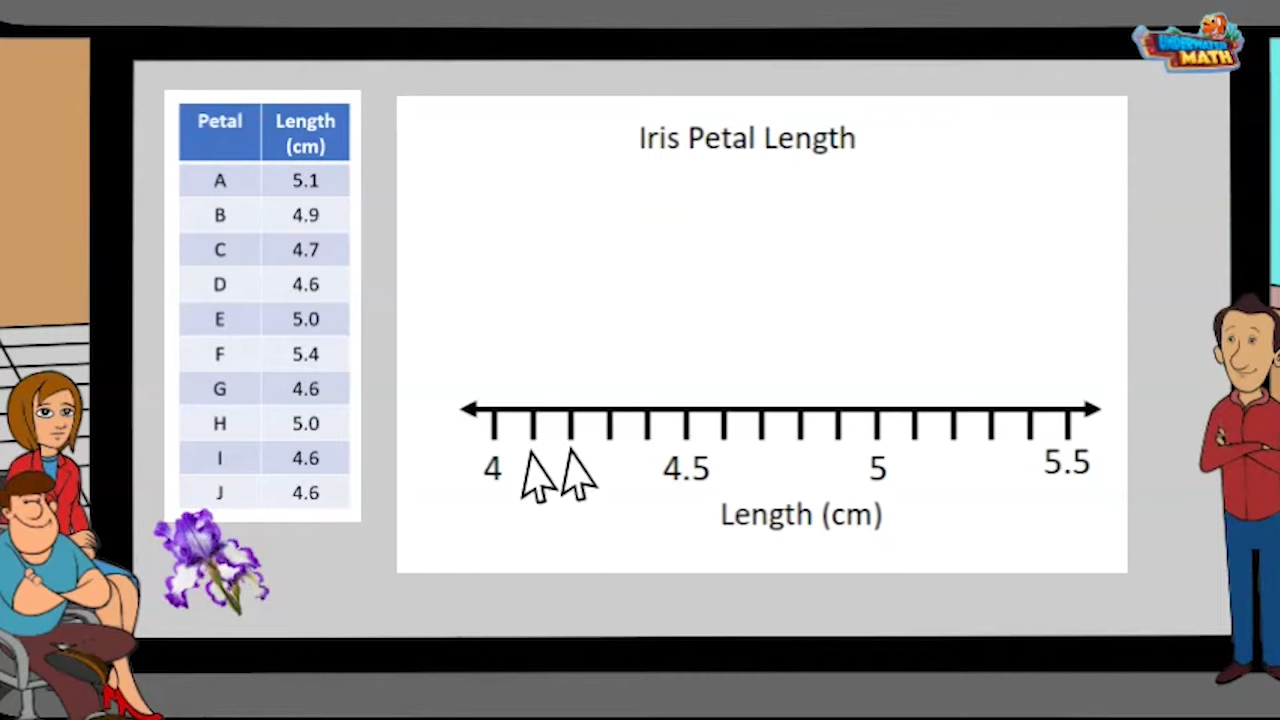 UNDERWATER
MATH
Petal Length
(cm)
A 5.1
B 4.9
C 4.7
D 4.6
E 5.0
F 5.4
G 4.6
H 5.0
I 4.6
J 4.6
Iris Petal Length
4 4.5 5 5.5
Length (cm)